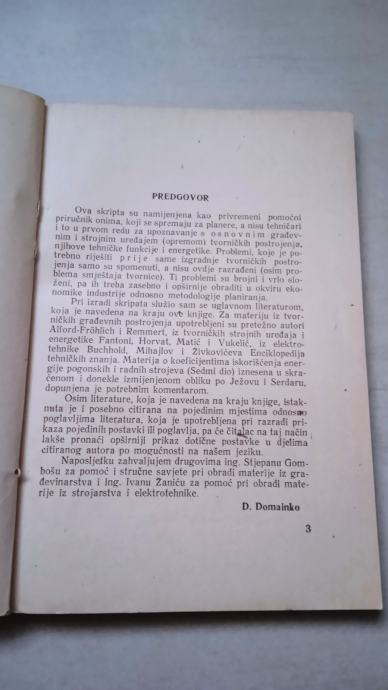 PREDGOVOR
Ova skripta su namijenjena kao privremeni pomoćni
priručnik onima, koji se spremaju za planere, a nisu tehničari
i to u prvom redu za upoznavanje s osnovnim građev-
nim i strojnim uređajem (opremom) tvorničkih postrojenja,
njihove tehničke funkcije i energetike. Problemi, koje je po-
trebno riješiti prije same izgradnje tvorničkih postro-
jenja samo su spomenuti, a nisu ovdje razrađeni (osim pro-
blema smještaja tvornice). Ti problemi su brojni i vrlo slo-
ženi, pa ih treba zasebno i opširnije obraditi u okviru eko-
nomike industrije odnosno metodologije planiranja.
Pri izradi skripata služio sam se uglavnom literaturom,
koja je navedena na kraju ove knjige. Za materiju iz tvor-
ničkih građevnih postrojenja upotrebljeni su pretežno autori
Alford-Fröhlich i Remmert, iz tvorničkih strojnih uređaja i
energetike Fantoni, Horvat, Matić i Vukelić, iz elektro-
tehnike Buchhold, Mihajlov i Zivkovićeva Enciklopedija
tehničkih znanja. Materija o koeficijentima iskorišćenja ener-
gije pogonskih i radnih strojeva (Sedmi dio) iznesena u skra-
ćenom i donekle izmijenjenom obliku po Ježovu i Serdaru,
dopunjena je potrebnim komentarom.
Osim literature, koja je navedena na kraju knjige, istak-
nuta je i posebno citirana na pojedinim mjestima odnosno
poglavljima literatura, koja je upotrebljena pri razradi pri-
kaza pojedinih postavki ili poglavlja, pa će čitalac na taj način
lakše pronaći opširniji prikaz dotične postavke u djelima
citiranog autora po mogućnosti na našem jeziku.
Naposljetku zahvaljujem drugovima ing. Stjepanu Gom-
bošu za pomoć i stručne savjete pri obradi materije iz gra-
đevinarstva i ing. Ivanu Žaniću za pomoć pri obradi mate-
rije iz strojarstva i elektrotehnike.
D. Domainko
3